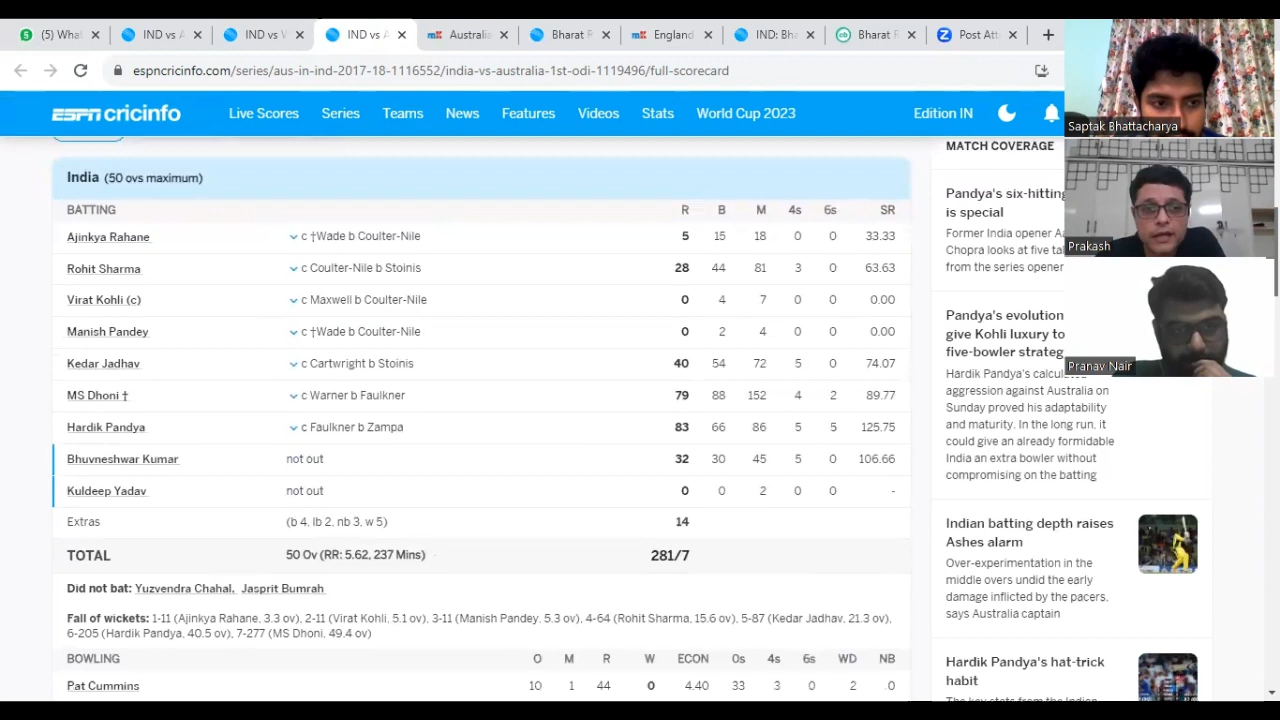 (5) Wha
IND vs A
IND vs V
IND vs A
Australia
Bharat R
England
IND: Bha
Bharat R
Post Att
espncricinfo.com/series/aus-in-ind-2017-18-1116552/india-vs-australia-1st-odi-1119496/full-scorecard
ESPN cricinfo
Live Scores Series Teams News Features Videos Stats World Cup 2023 Edition IN
India (50 ovs maximum)
BATTING R B M 4s 6s SR
Ajinkya Rahane c †Wade b Coulter-Nile 5 15 18 0 0 33.33
Rohit Sharma c Coulter-Nile b Stoinis 28 44 81 3 0 63.63
Virat Kohli (c) c Maxwell b Coulter-Nile 0 4 7 0 0 0.00
Manish Pandey c †Wade b Coulter-Nile 0 2 4 0 0 0.00
Kedar Jadhav c Cartwright b Stoinis 40 54 72 5 0 74.07
MS Dhoni † c Warner b Faulkner 79 88 152 4 2 89.77
Hardik Pandya c Faulkner b Zampa 83 66 86 5 5 125.75
Bhuvneshwar Kumar not out 32 30 45 5 0 106.66
Kuldeep Yadav not out 0 0 2 0 0 -
Extras (b 4, lb 2, nb 3, w 5) 14
TOTAL 50 Ov (RR: 5.62, 237 Mins) 281/7
Did not bat: Yuzvendra Chahal, Jasprit Bumrah
Fall of wickets: 1-11 (Ajinkya Rahane, 3.3 ov), 2-11 (Virat Kohli, 5.1 ov), 3-11 (Manish Pandey, 5.3 ov), 4-64 (Rohit Sharma, 15.6 ov), 5-87 (Kedar Jadhav, 21.3 ov),
6-205 (Hardik Pandya, 40.5 ov), 7-277 (MS Dhoni, 49.4 ov)
BOWLING O M R W ECON 0s 4s 6s WD NB
Pat Cummins 10 1 44 0 4.40 33 3 0 2 0
MATCH COVERAGE
Pandya's six-hitting
is special
Former India opener A
Chopra looks at five tal
from the series opener
Pandya's evolution
give Kohli luxury to
five-bowler strateg
Hardik Pandya's calculated
aggression against Australia on
Sunday proved his adaptability
and maturity. In the long run, it
could give an already formidable
India an extra bowler without
compromising on the batting
Indian batting depth raises
Ashes alarm
Over-experimentation in the
middle overs undid the early
damage inflicted by the pacers,
says Australia captain
Hardik Pandya's hat-trick
habit
The key stats from the Indian
Saptak Bhattacharya
Prakash
Pranav Nair